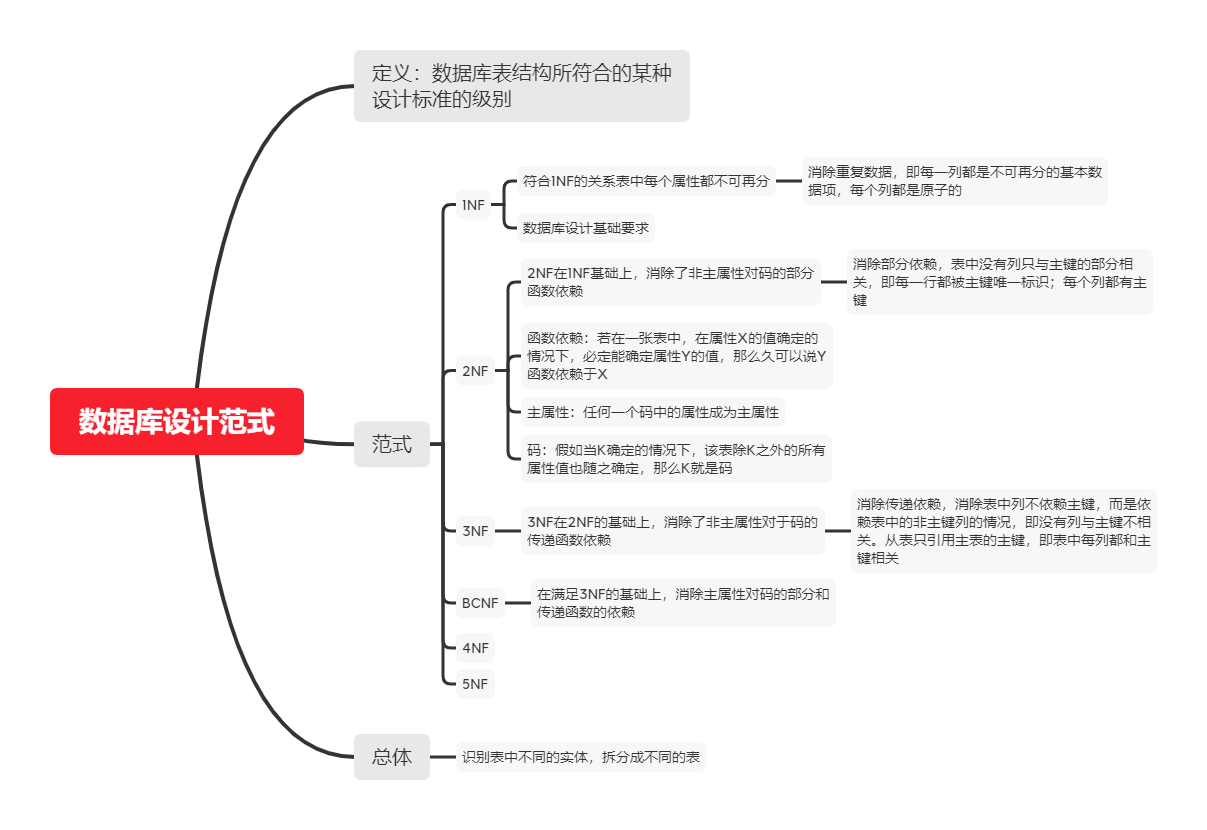 数据库设计范式
定义：数据库表结构所符合的某种
设计标准的级别
范式
1NF
符合1NF的关系表中每个属性都不可再分
消除重复数据，即每一列都是不可再分的基本数
据项，每个列都是原子的
数据库设计基础要求
2NF
2NF在1NF基础上，消除了非主属性对码的部分
函数依赖
消除部分依赖，表中没有列只与主键的部分相
关，即每一行都被主键唯一标识；每个列都有主
键
函数依赖：若在一张表中，在属性X的值确定的
情况下，必定能确定属性Y的值，那么久可以说Y
函数依赖于X
主属性：任何一个码中的属性成为主属性
码：假如当K确定的情况下，该表除K之外的所有
属性值也随之确定，那么K就是码
3NF
3NF在2NF的基础上，消除了非主属性对于码的
传递函数依赖
消除传递依赖，消除表中列不依赖主键，而是依
赖表中的非主键列的情况，即没有列与主键不相
关。从表只引用主表的主键，即表中每列都和主
键相关
BCNF
在满足3NF的基础上，消除主属性对码的部分和
传递函数的依赖
4NF
5NF
总体
识别表中不同的实体，拆分成不同的表